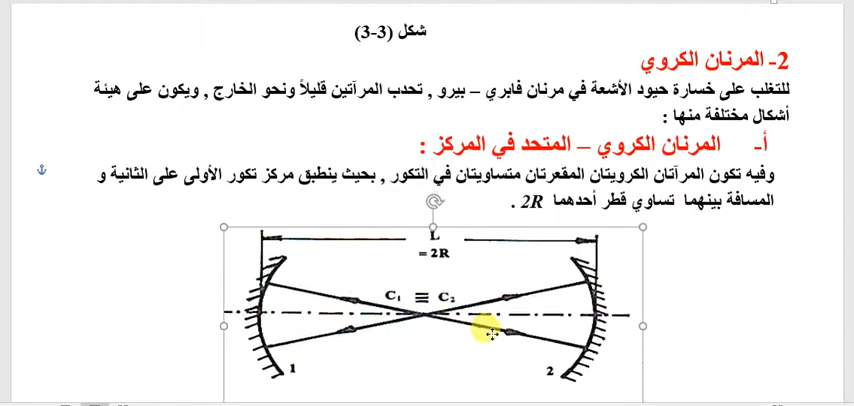 شكل (3-3)
2- المرنان الكروي
للتغلب على خسارة حيود الأشعة في مرنان فابري – بيرو , تحدب المرآتين قليلاً ونحو الخارج , ويكون على هيئة
أشكال مختلفة منها :
أ- المرنان الكروي – المتحد في المركز :
وفيه تكون المرآتان الكرويتان المقعرتان متساويتان في التكور , بحيث ينطبق مركز تكور الأولى على الثانية و
المسافة بينهما تساوي قطر أحدهما 2R .
L
= 2R
C₁ ≡ C₂
1
2